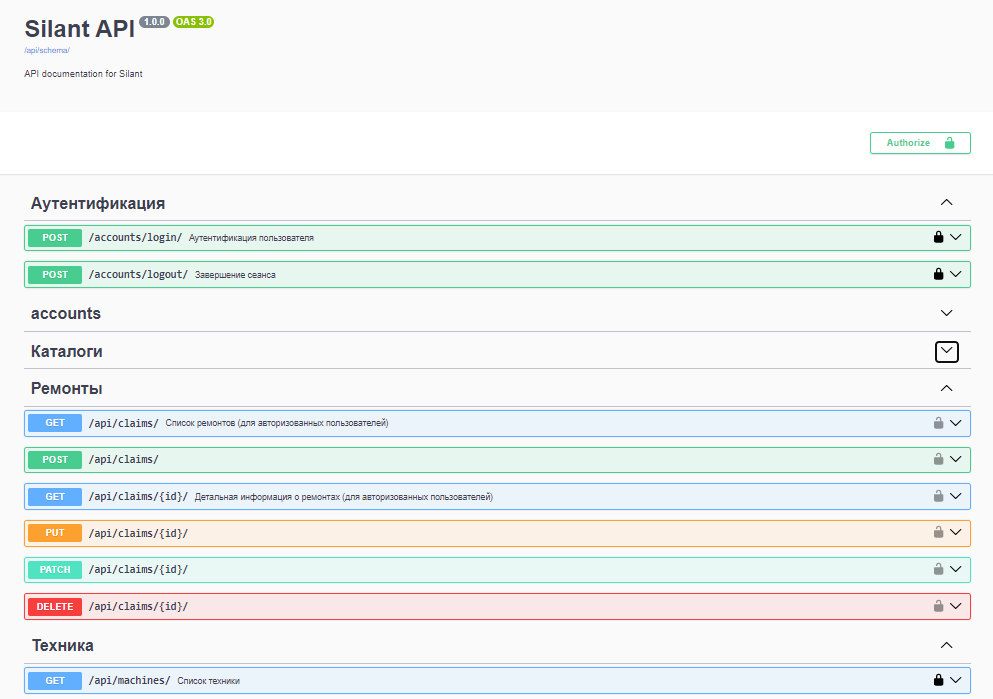 Silant API 1.0.0 OAS 3.0
/api/schema/
API documentation for Silant
Authorize
Аутентификация
POST /accounts/login/ Аутентификация пользователя
POST /accounts/logout/ Завершение сеанса
accounts
Каталоги
Ремонты
GET /api/claims/ Список ремонтов (для авторизованных пользователей)
POST /api/claims/
GET /api/claims/{id}/ Детальная информация о ремонтах (для авторизованных пользователей)
PUT /api/claims/{id}/
PATCH /api/claims/{id}/
DELETE /api/claims/{id}/
Техника
GET /api/machines/ Список техники